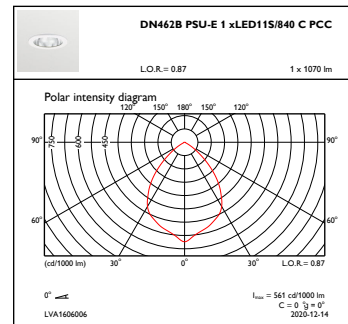 DN462B PSU-E 1 xLED11S/840 C PCC
L.O.R.= 0.87 1 x 1070 lm
Polar intensity diagram
120° 150° 180° 150° 120°
90° 750 600 450 90°
60° 60°
(cd/1000 lm) 30° 0° 30° L.O.R.= 0.87
0° Imax = 561 cd/1000 lm
C = 0 °g = 0°
LVA1606006 2020-12-14